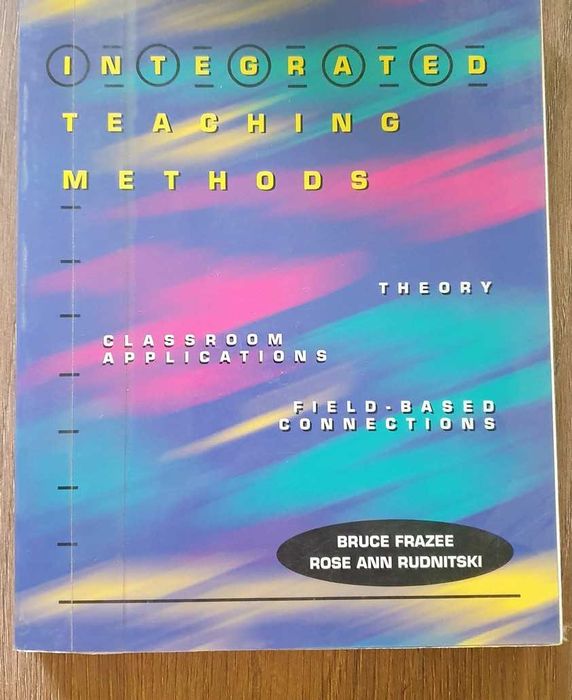 INTEGRATED
TEACHING
METHODS
THEORY
CLASSROOM
APPLICATIONS
FIELD-BASED
CONNECTIONS
BRUCE FRAZEE
ROSE ANN RUDNITSKI